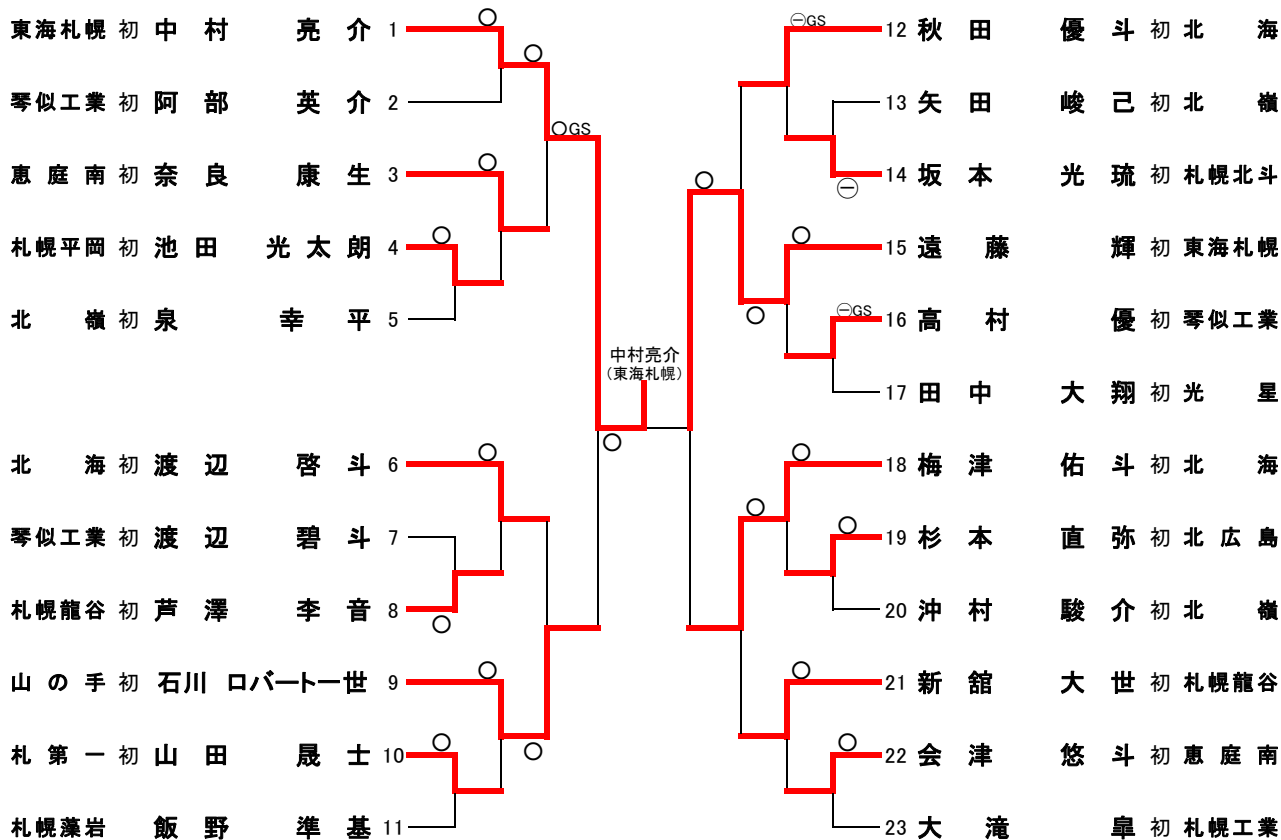 東海札幌 初 中村 亮介 1
琴似工業 初 阿部 英介 2
恵庭南 初 奈良 康生 3
札幌平岡 初 池田 光太朗 4
北嶺 初 泉 幸平 5
北海 初 渡辺 啓斗 6
琴似工業 初 渡辺 碧斗 7
札幌龍谷 初 芦澤 李音 8
山の手 初 石川 ロバート一世 9
札第一 初 山田 晟士 10
札幌藻岩 飯野 準基 11
○
○
○GS
○
○
中村亮介
(東海札幌)
○
○
○
○
○
○
○
㊀GS
12 秋田 優斗 初 北海
13 矢田 峻己 初 北嶺
14 坂本 光琉 初 札幌北斗
㊀
○
15 遠藤 輝 初 東海札幌
○
㊀GS
16 高村 優 初 琴似工業
○
17 田中 大翔 初 光星
18 梅津 佑斗 初 北海
○
○
19 杉本 直弥 初 北広島
○
20 沖村 駿介 初 北嶺
21 新舘 大世 初 札幌龍谷
○
22 会津 悠斗 初 恵庭南
○
23 大滝 皐 初 札幌工業